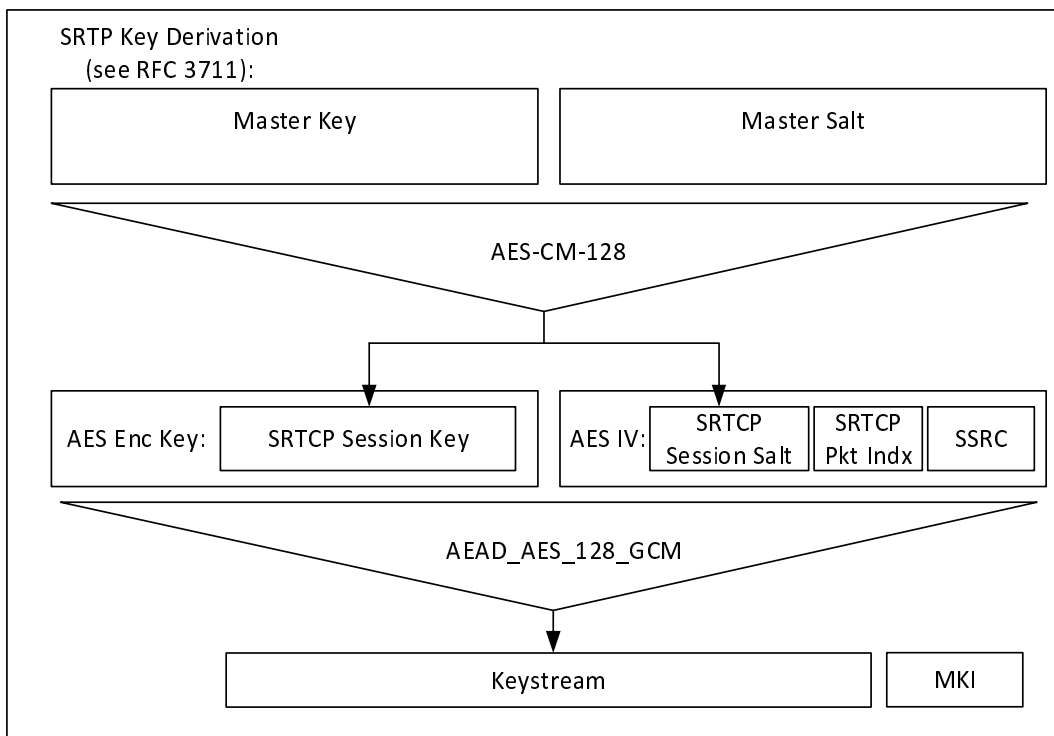 SRTP Key Derivation
(see RFC 3711):
Master Key
Master Salt
AES-CM-128
AES Enc Key:
SRTCP Session Key
AES IV:
SRTCP
Session Salt
SRTCP
Pkt Indx
SSRC
AEAD_AES_128_GCM
Keystream
MKI